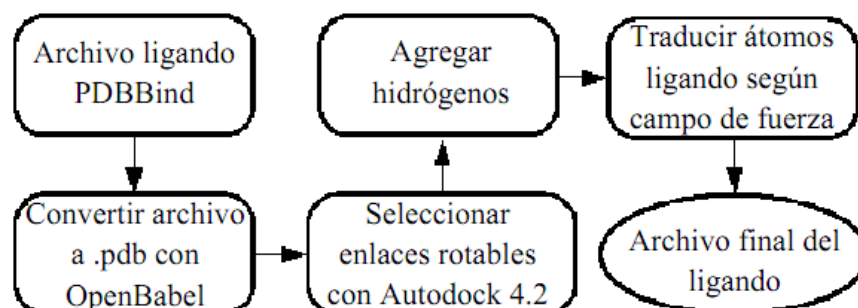 Archivo ligando
PDBBind
Convertir archivo
a .pdb con
OpenBabel
Seleccionar
enlaces rotables
con Autodock 4.2
Agregar
hidrógenos
Traducir átomos
ligando según
campo de fuerza
Archivo final del
ligando